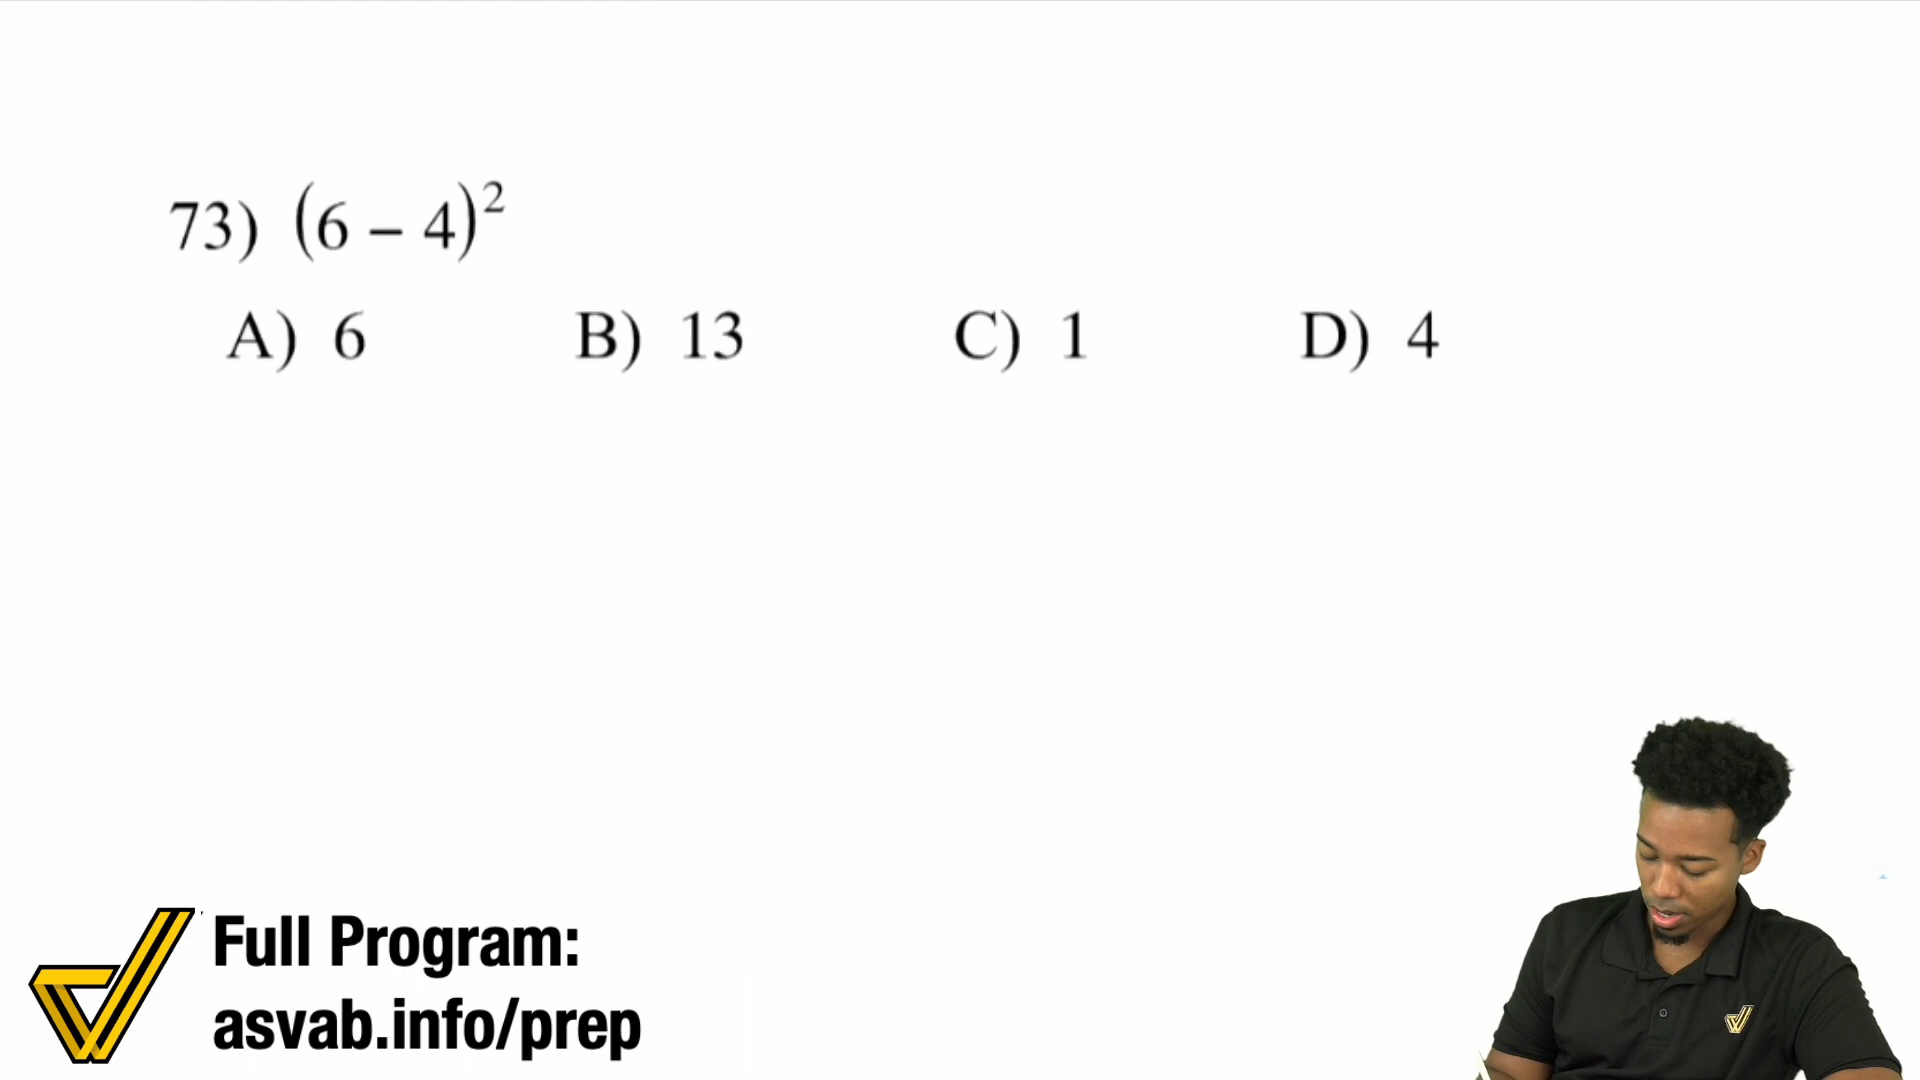 73) (6 – 4)²
A) 6 B) 13 C) 1 D) 4
Full Program:
asvab.info/prep